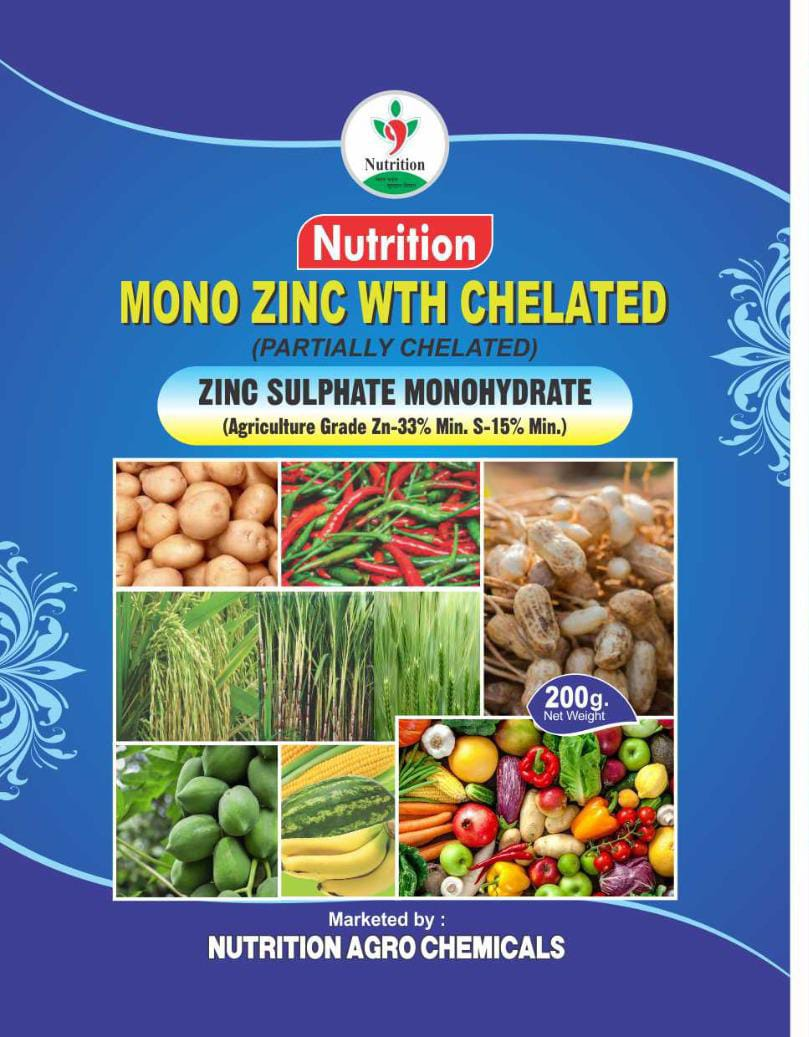 Nutrition
Nutrition
MONO ZINC WTH CHELATED
(PARTIALLY CHELATED)
ZINC SULPHATE MONOHYDRATE
(Agriculture Grade Zn-33% Min. S-15% Min.)
200g.
Net Weight
Marketed by :
NUTRITION AGRO CHEMICALS